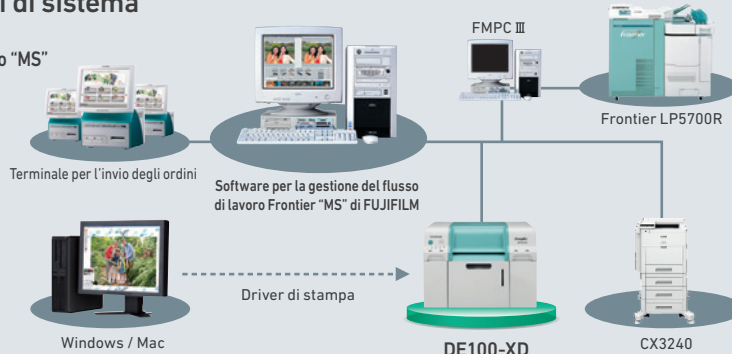 i di sistema
o “MS”
FMPC Ⅲ
Frontier LP5700R
Terminale per l’invio degli ordini
Software per la gestione del flusso
di lavoro Frontier “MS” di FUJIFILM
Driver di stampa
Windows / Mac
DE100-XD
CX3240